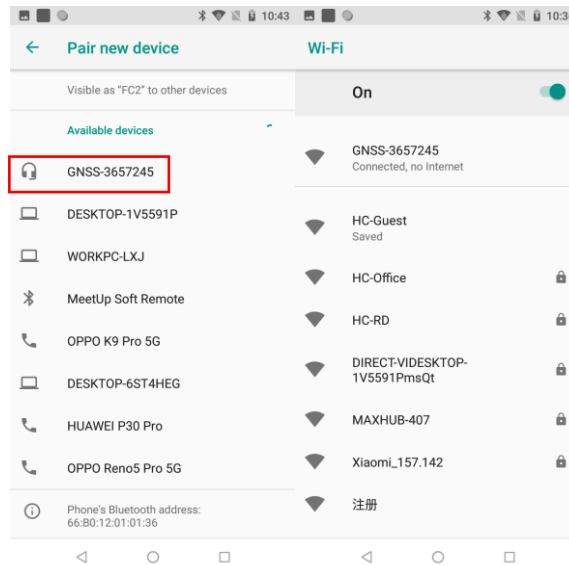 10:43
Pair new device
Visible as “FC2” to other devices
Available devices
GNSS-3657245
DESKTOP-1V5591P
WORKPC-LXJ
MeetUp Soft Remote
OPPO K9 Pro 5G
DESKTOP-6ST4HEG
HUAWEI P30 Pro
OPPO Reno5 Pro 5G
Phone's Bluetooth address:
66:B0:12:01:01:36
10:3
Wi-Fi
On
GNSS-3657245
Connected, no Internet
HC-Guest
Saved
HC-Office
HC-RD
DIRECT-VIDESKTOP-
1V5591PmsQt
MAXHUB-407
Xiaomi_157.142
注册